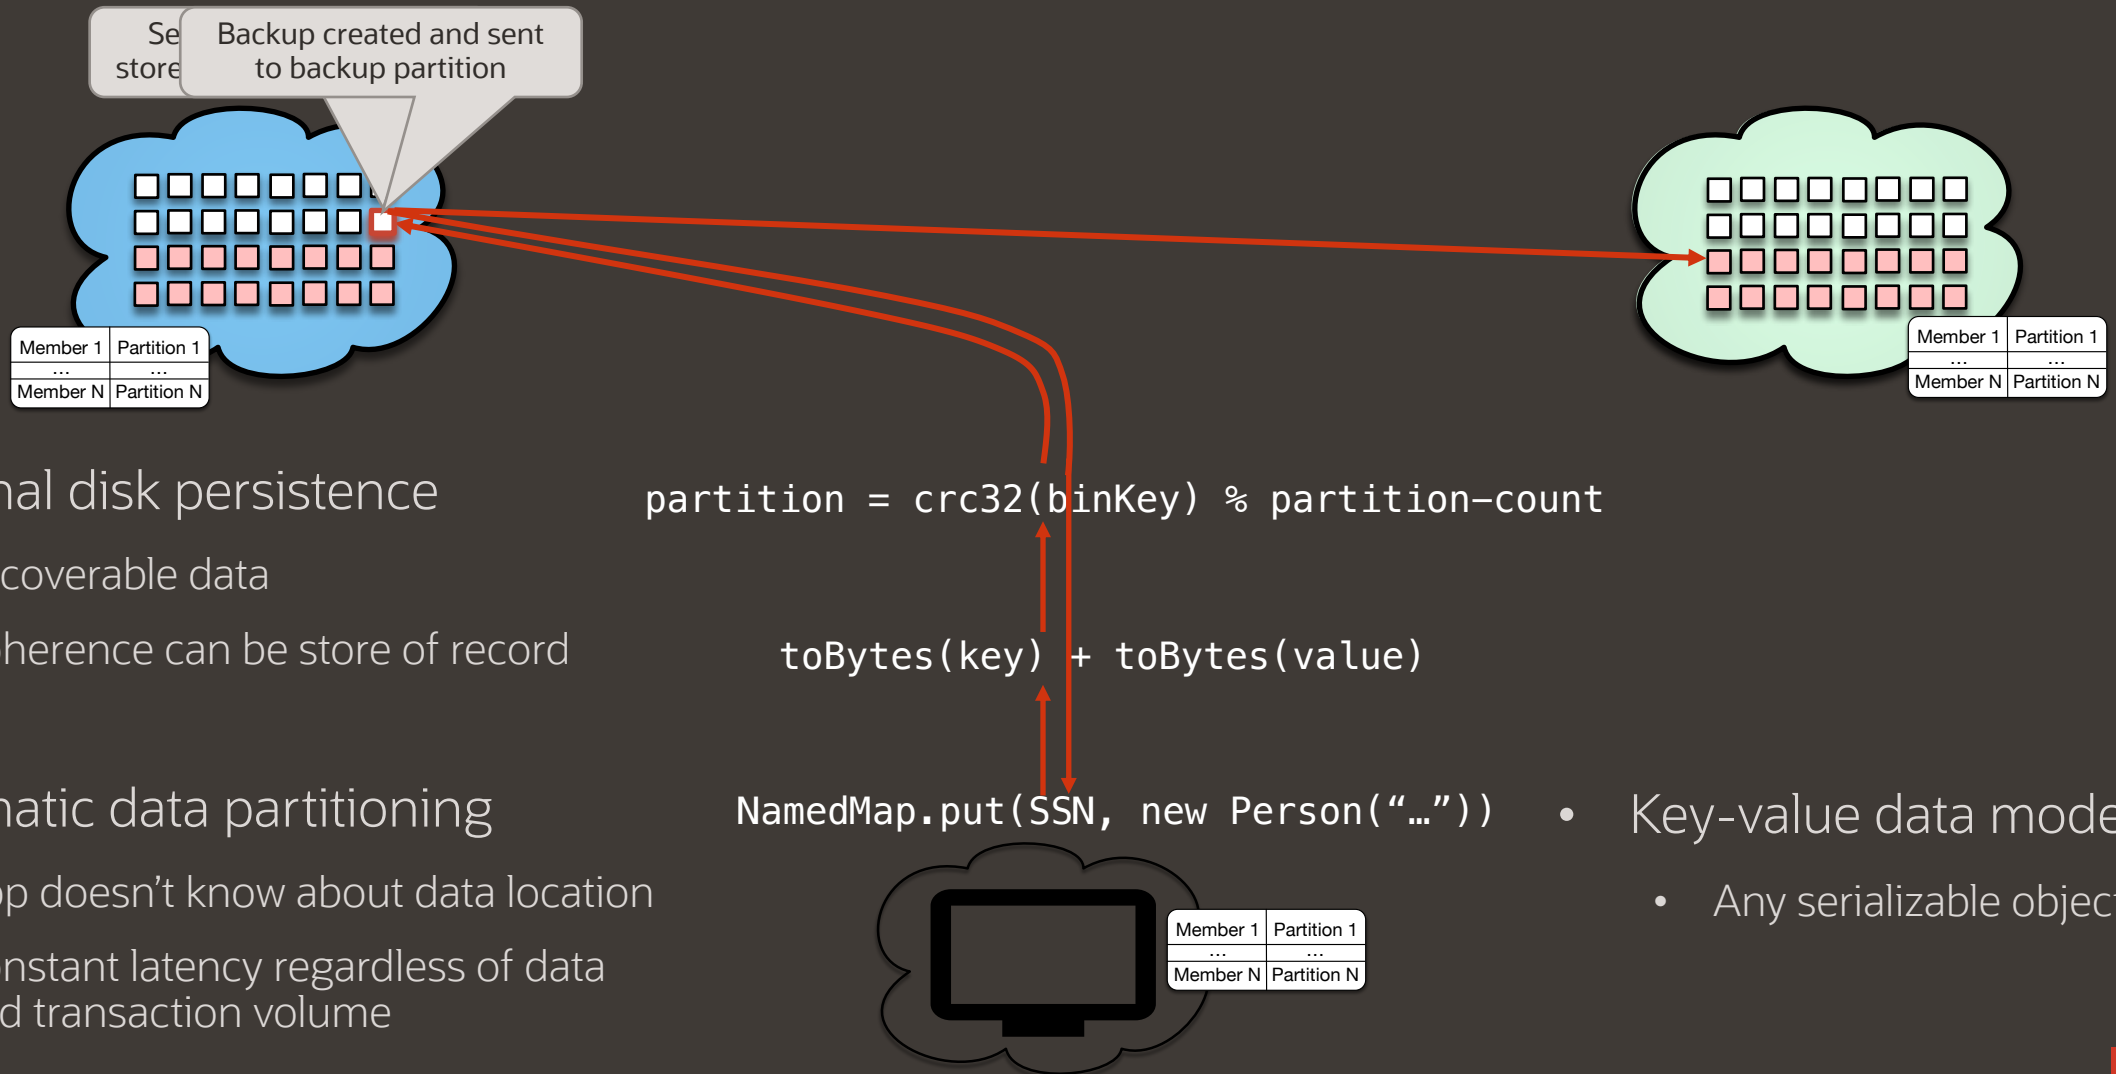 Se
store
Backup created and sent
to backup partition
Member 1 Partition 1
... ...
Member N Partition N
Member 1 Partition 1
... ...
Member N Partition N
nal disk persistence
coverable data
herence can be store of record
partition = crc32(binKey) % partition-count
toBytes(key) + toBytes(value)
natic data partitioning
pp doesn't know about data location
onstant latency regardless of data
d transaction volume
NamedMap.put(SSN, new Person(“…”))
Member 1 Partition 1
... ...
Member N Partition N
• Key-value data mode
• Any serializable object